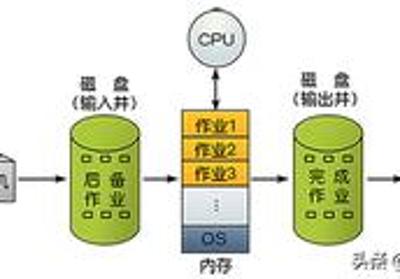 CPU
磁 盘
(输入井)
磁 盘
(输出井)
作业1
作业2
作业3
后 备
作 业
完 成
作 业
⋮
OS
内存
机
头条